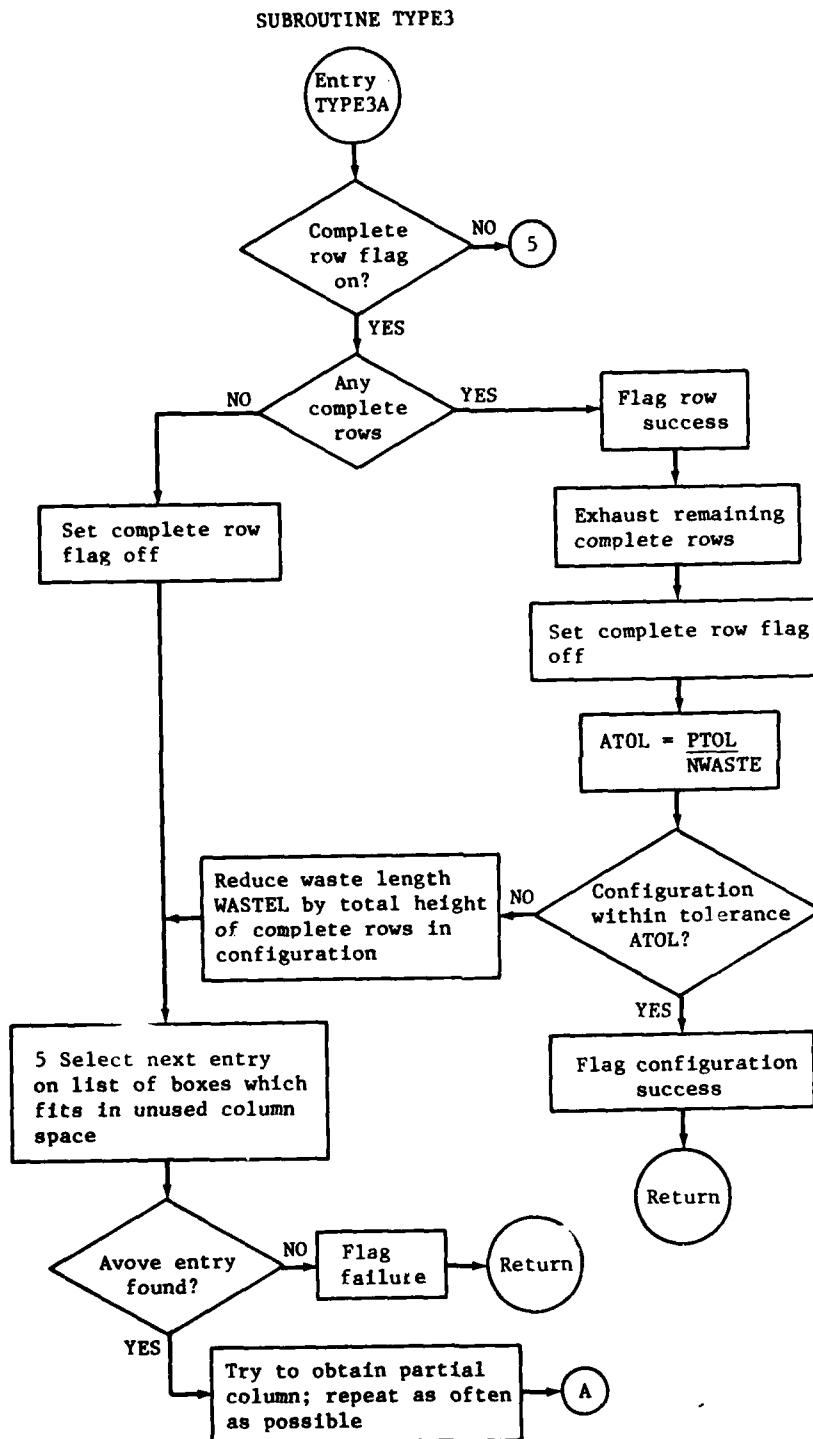 SUBROUTINE TYPE3
Entry
TYPE3A
Complete
row flag
on?
NO
5
YES
Any
complete
rows
NO
YES
Flag row
success
Set complete row
flag off
Exhaust remaining
complete rows
Set complete row flag
off
ATOL = PTOL
NWASTE
Reduce waste length
WASTEL by total height
of complete rows in
configuration
NO
Configuration
within tolerance
ATOL?
YES
5 Select next entry
on list of boxes which
fits in unused column
space
Flag configuration
success
Return
Avove entry
found?
NO
Flag
failure
Return
YES
Try to obtain partial
column; repeat as often
as possible
A